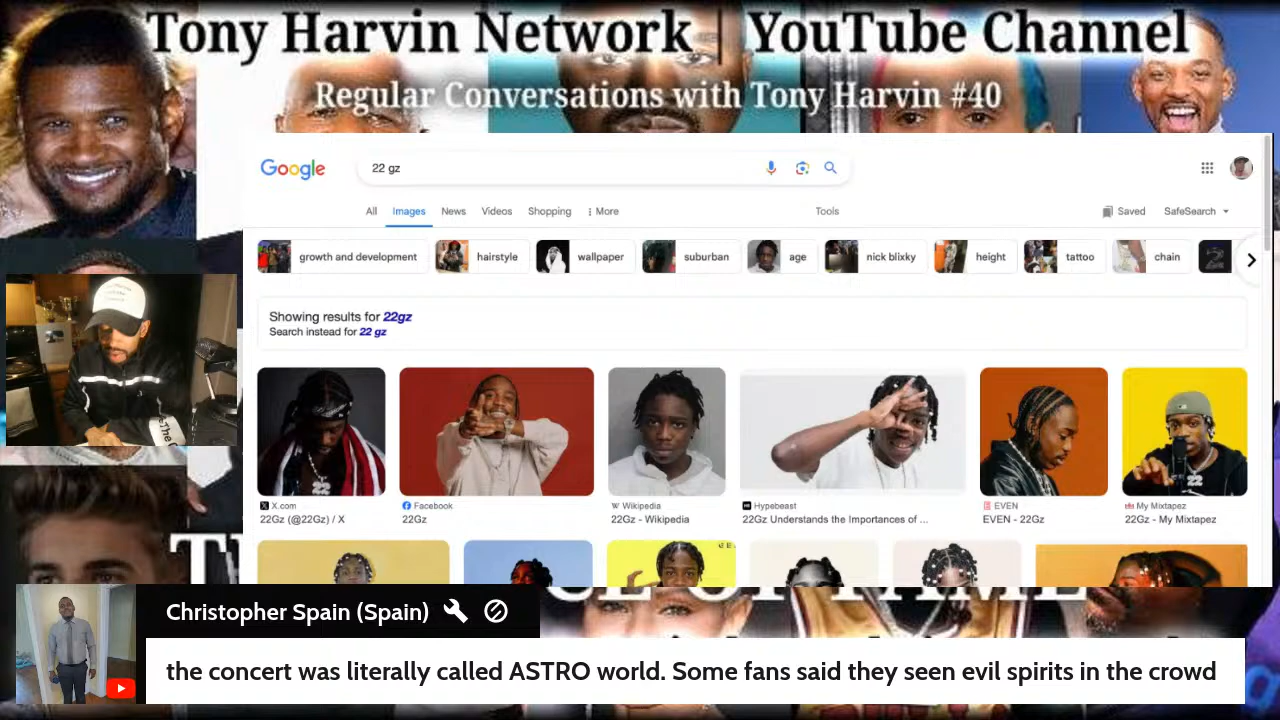 Tony Harvin Network | YouTube Channel
Regular Conversations with Tony Harvin #40
Google
22 gz
All Images News Videos Shopping More Tools Saved SafeSearch
growth and development hairstyle wallpaper suburban age nick blixky height tattoo chain
Showing results for 22gz
Search instead for 22 gz
X.com Facebook Wikipedia Hypebeast EVEN My Mixtapez
22Gz (@22Gz) / X 22Gz 22Gz - Wikipedia 22Gz Understands the Importances of ... EVEN - 22Gz 22Gz - My Mixtapez
Christopher Spain (Spain)
the concert was literally called ASTRO world. Some fans said they seen evil spirits in the crowd